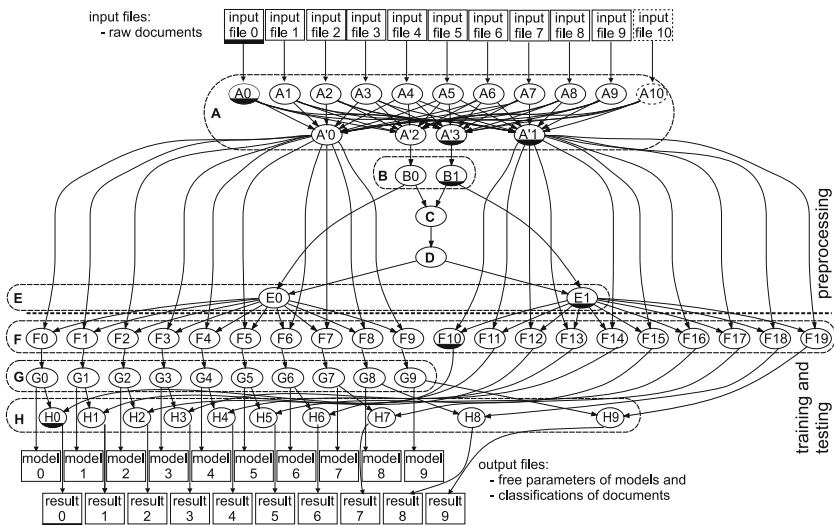 input files:
- raw documents
input file 0
input file 1
input file 2
input file 3
input file 4
input file 5
input file 6
input file 7
input file 8
input file 9
input file 10
A0 A1 A2 A3 A4 A5 A6 A7 A8 A9 A10
A
A'0 A'2 A'3 A'1
B B0 B1
C
D
preprocessing
E E0 E1
F F0 F1 F2 F3 F4 F5 F6 F7 F8 F9 F10 F11 F12 F13 F14 F15 F16 F17 F18 F19
G G0 G1 G2 G3 G4 G5 G6 G7 G8 G9
H H0 H1 H2 H3 H4 H5 H6 H7 H8 H9
training and
testing
model 0
model 1
model 2
model 3
model 4
model 5
model 6
model 7
model 8
model 9
output files:
- free parameters of models and
- classifications of documents
result 0
result 1
result 2
result 3
result 4
result 5
result 6
result 7
result 8
result 9